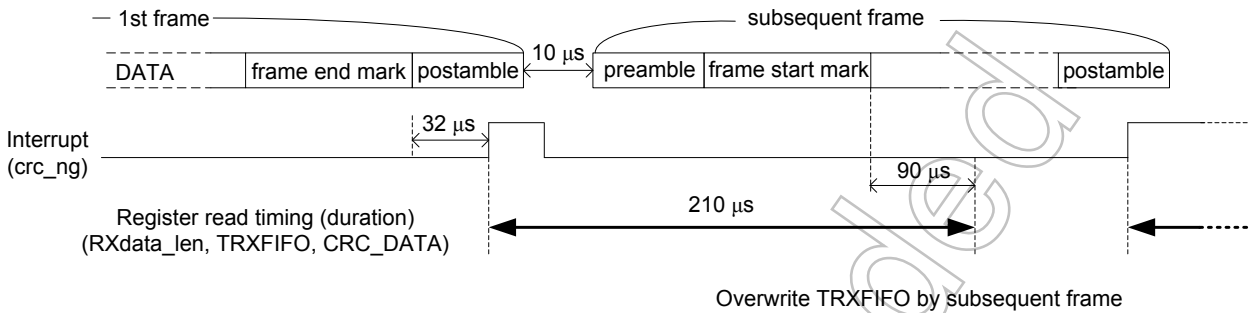 1st frame
subsequent frame
10 μs
DATA
frame end mark
postamble
preamble
frame start mark
postamble
32 μs
Interrupt
(crc_ng)
90 μs
210 μs
Register read timing (duration)
(RXdata_len, TRXFIFO, CRC_DATA)
Overwrite TRXFIFO by subsequent frame
ded